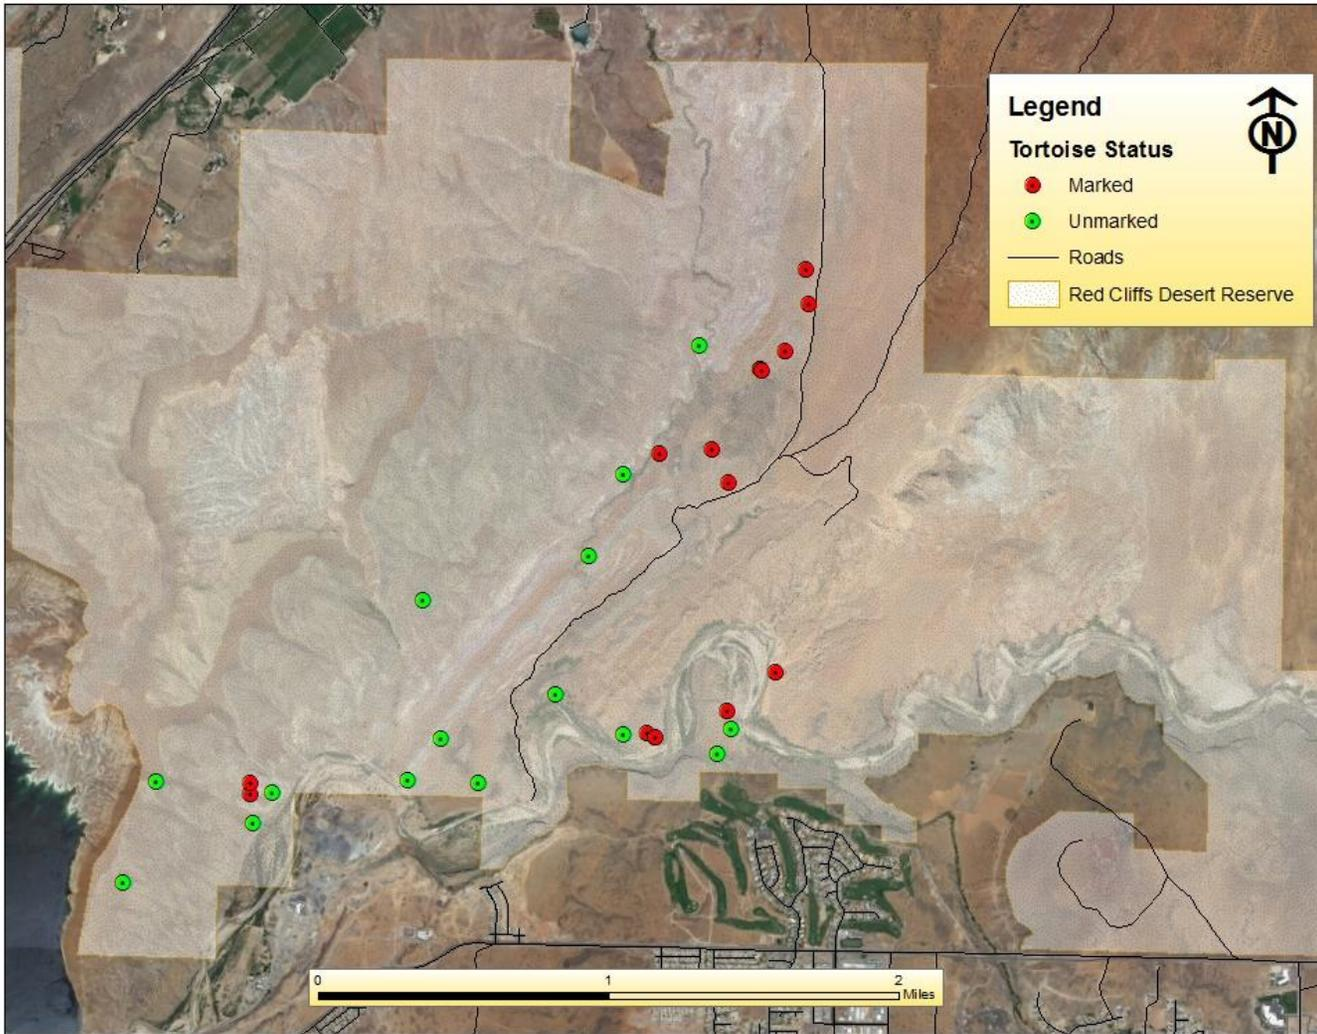 Legend
N
Tortoise Status
Marked
Unmarked
Roads
Red Cliffs Desert Reserve
0 1 2
Miles